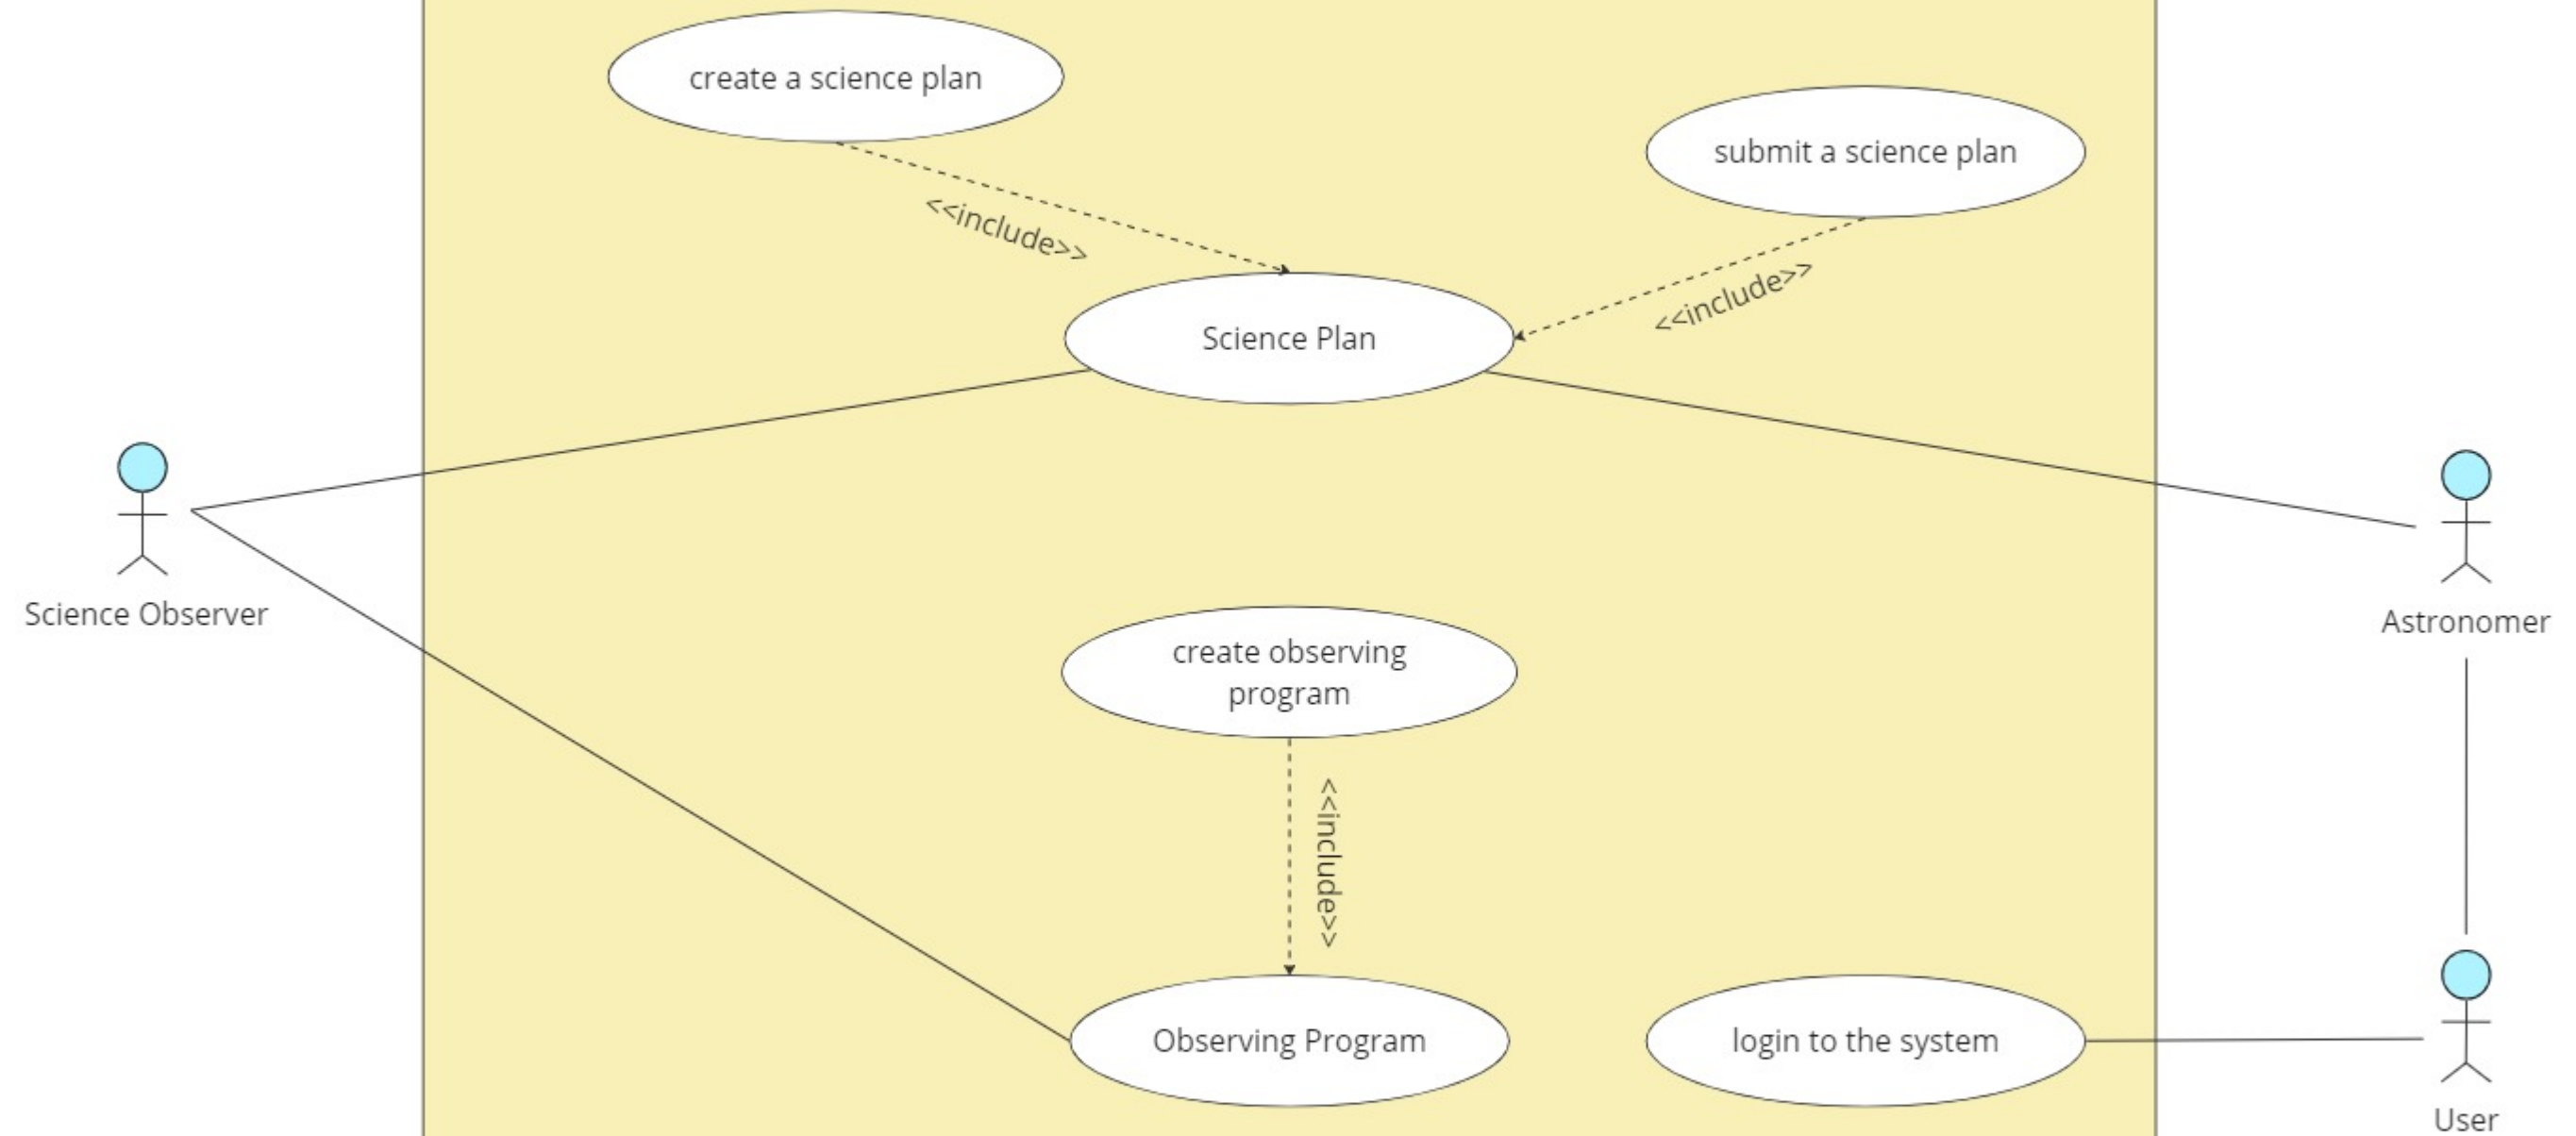 create a science plan
submit a science plan
<<include>>
<<include>>
Science Plan
Science Observer
Astronomer
create observing
program
<<include>>
Observing Program
login to the system
User